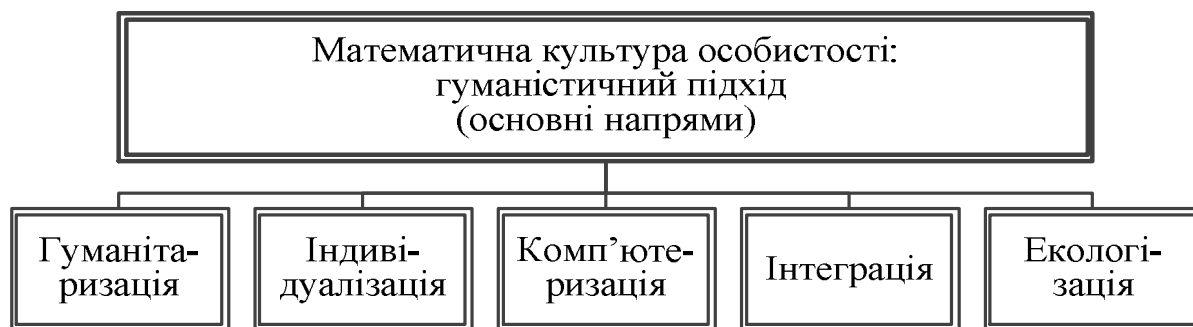 Математична культура особистості:
гуманістичний підхід
(основні напрями)
Гуманіта-
ризація
Індиві-
дуалізація
Комп’юте-
ризація
Інтеграція
Екологі-
зація